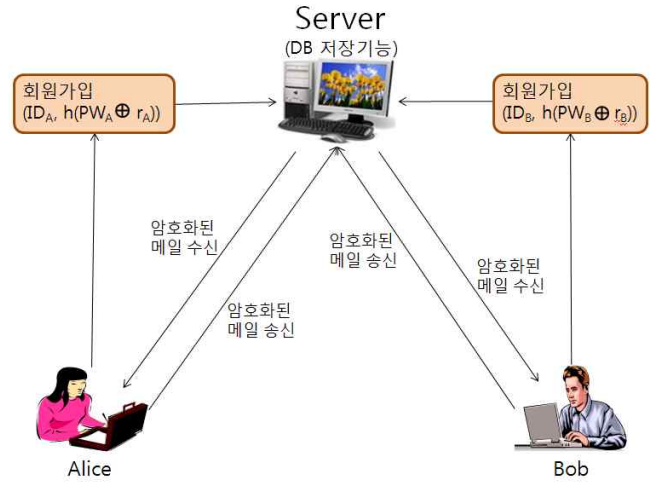 Server
(DB 저장기능)
회원가입
(ID_A, h(PW_A⊕ r_A))
회원가입
(ID_B, h(PW_B⊕ r_B))
암호화된
메일 수신
암호화된
메일 송신
암호화된
메일 송신
암호화된
메일 수신
Alice
Bob